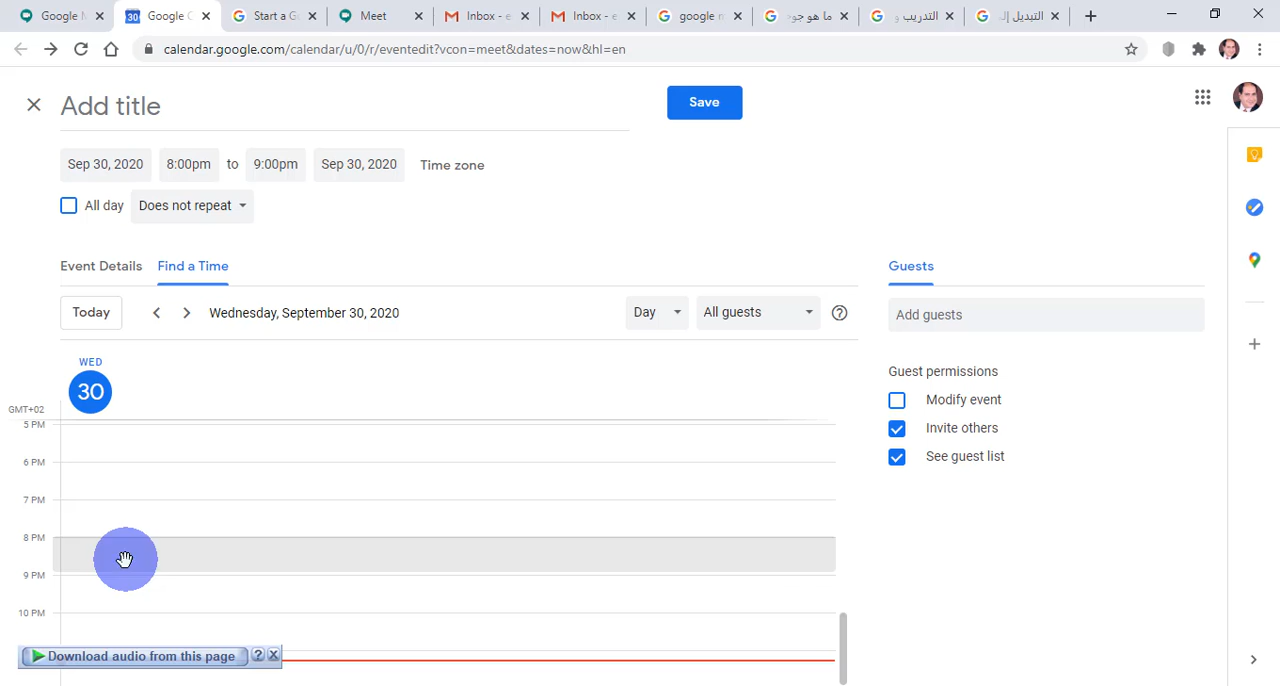 Google M
Google C
Start a G
Meet
Inbox - e
Inbox - e
google m
ما هو جو
التدريب و
التبديل إل
calendar.google.com/calendar/u/0/r/eventedit?vcon=meet&dates=now&hl=en
Add title
Save
Sep 30, 2020
8:00pm
to
9:00pm
Sep 30, 2020
Time zone
All day
Does not repeat
Event Details
Find a Time
Guests
Today
Wednesday, September 30, 2020
Day
All guests
Add guests
WED
30
Guest permissions
GMT+02
Modify event
5 PM
Invite others
6 PM
See guest list
7 PM
8 PM
9 PM
10 PM
Download audio from this page